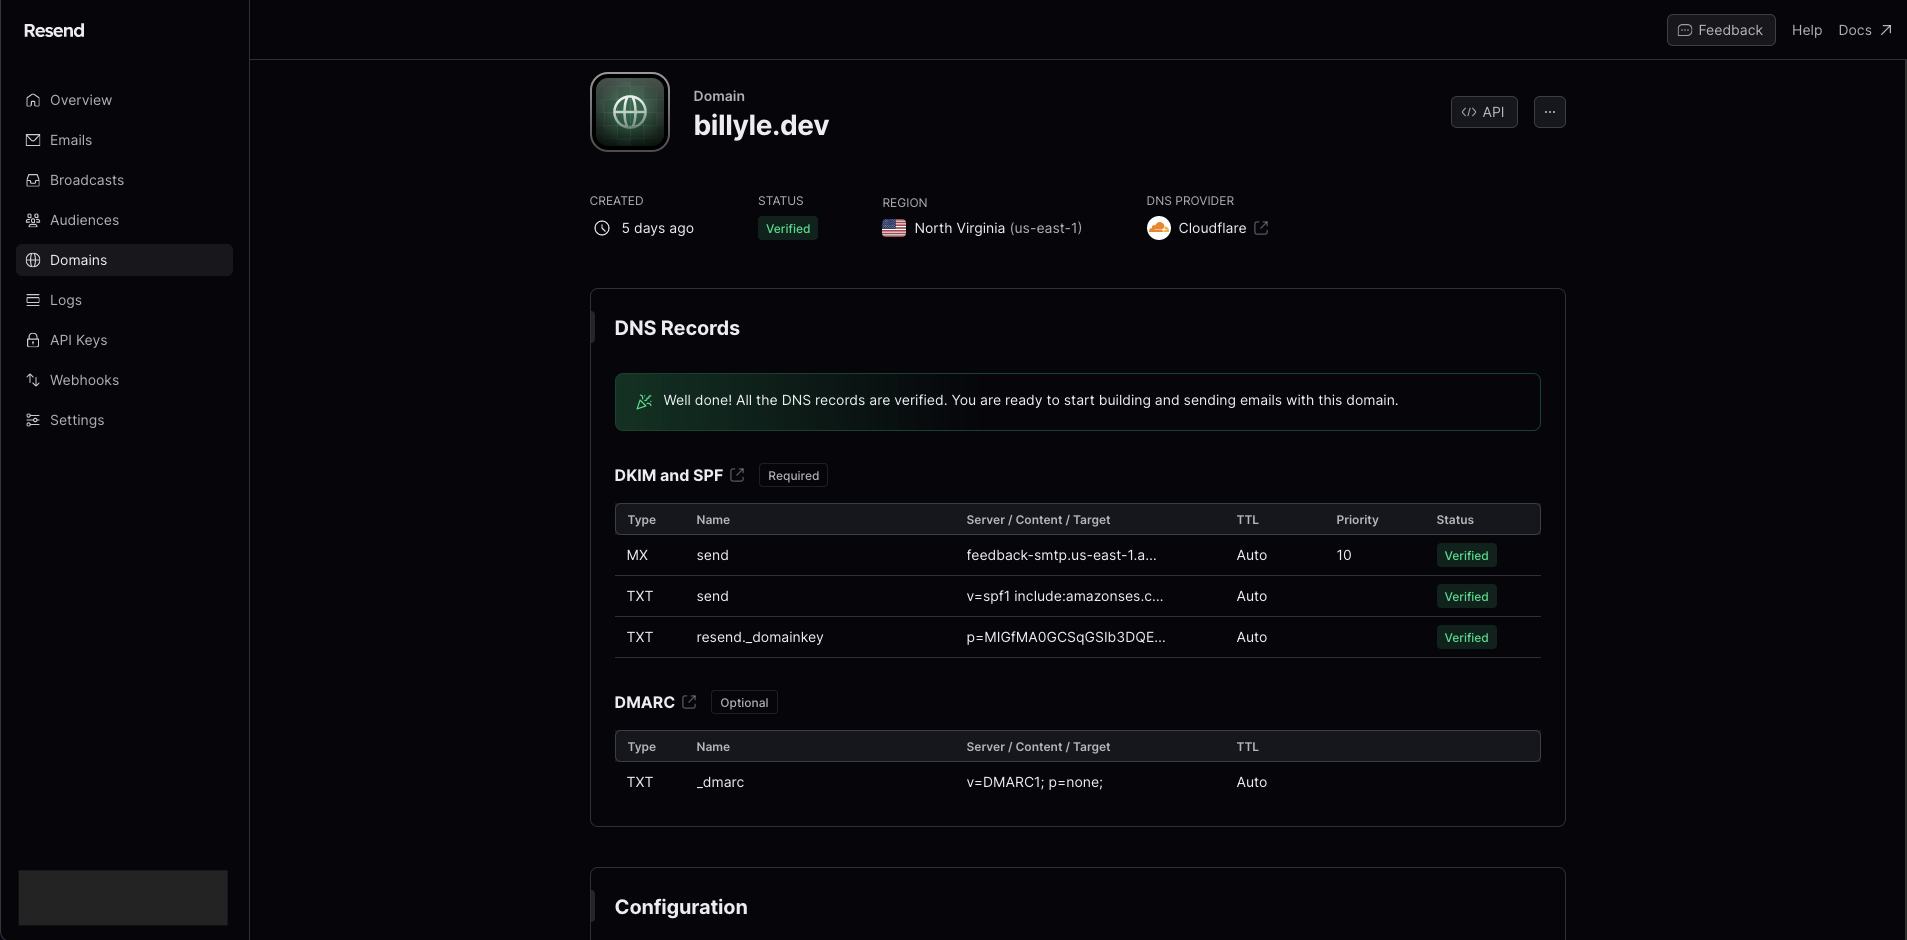 Resend
Feedback
Help
Docs
Overview
Emails
Broadcasts
Audiences
Domains
Logs
API Keys
Webhooks
Settings
Domain
billyle.dev
API
CREATED STATUS REGION DNS PROVIDER
5 days ago Verified North Virginia (us-east-1) Cloudflare
DNS Records
Well done! All the DNS records are verified. You are ready to start building and sending emails with this domain.
DKIM and SPF Required
Type Name Server / Content / Target TTL Priority Status
MX send feedback-smtp.us-east-1.a... Auto 10 Verified
TXT send v=spf1 include:amazonses.c... Auto Verified
TXT resend._domainkey p=MIGfMA0GCSqGSIb3DQE... Auto Verified
DMARC Optional
Type Name Server / Content / Target TTL
TXT _dmarc v=DMARC1; p=none; Auto
Configuration